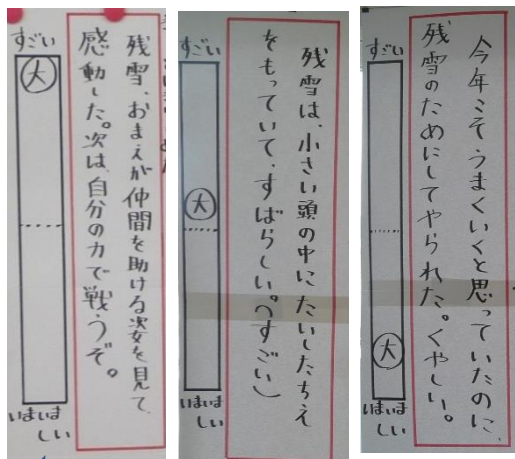 今年こそうまくいくと思っていたのに、
残雪のためにしてやられた。くやしい。
すごい
大
いまいま
しい
残雪は、小さい頭の中にたいしたちえ
をもっていて、すばらしい。(すごい)
すごい
大
いまいま
しい
残雪、おまえが仲間を助ける姿を見て、
感動した。次は、自分の力で戦うぞ。
すごい
大
いまいま
しい